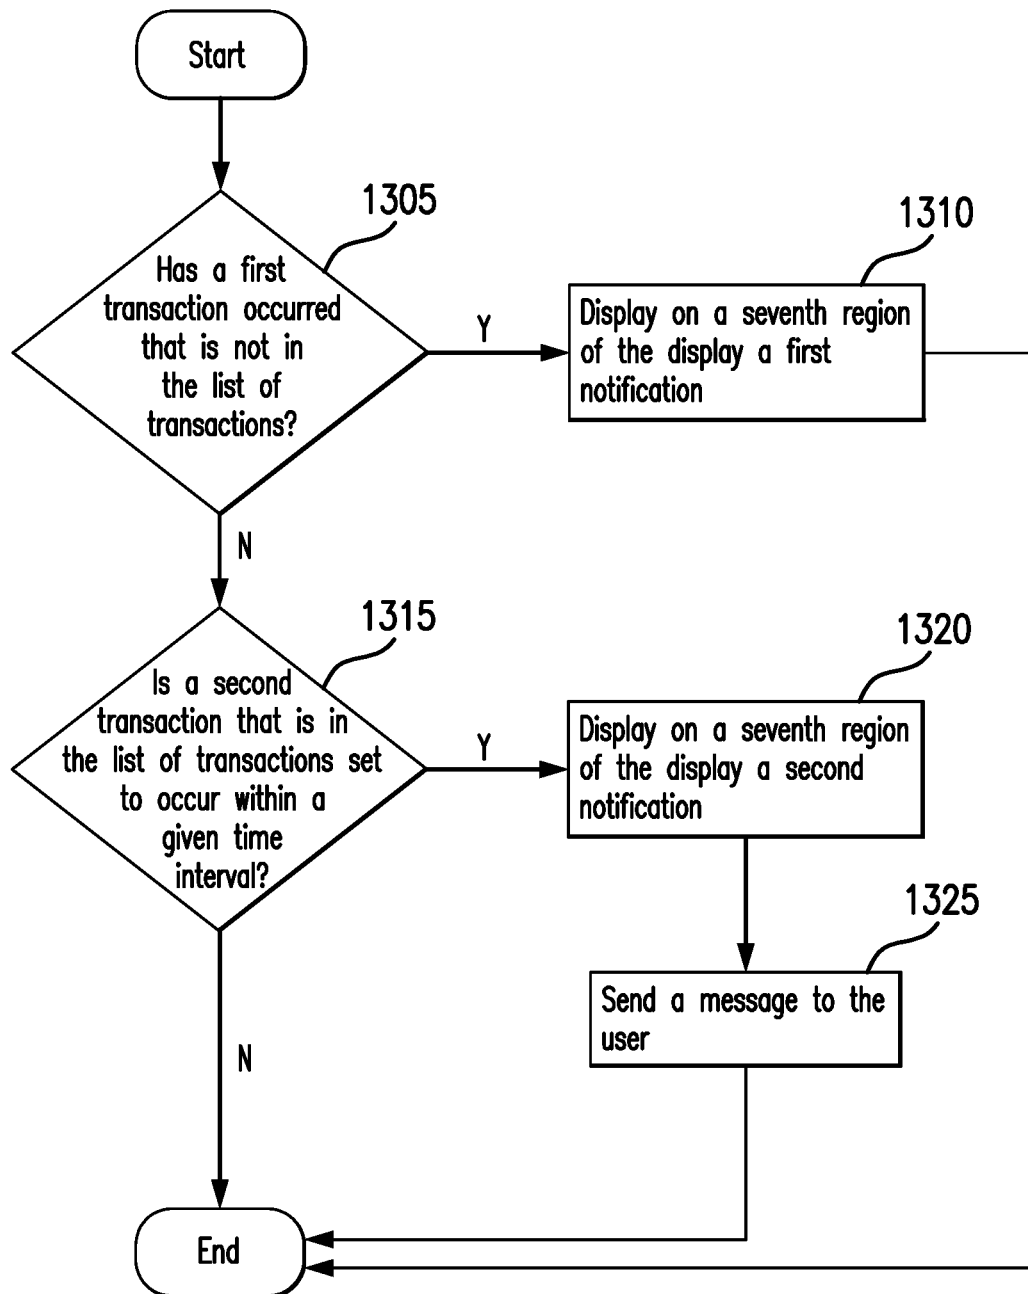 Start
1305
Has a first
transaction occurred
that is not in
the list of
transactions?
Y
1310
Display on a seventh region
of the display a first
notification
N
1315
Is a second
transaction that is in
the list of transactions set
to occur within a
given time
interval?
Y
1320
Display on a seventh region
of the display a second
notification
1325
Send a message to the
user
N
End